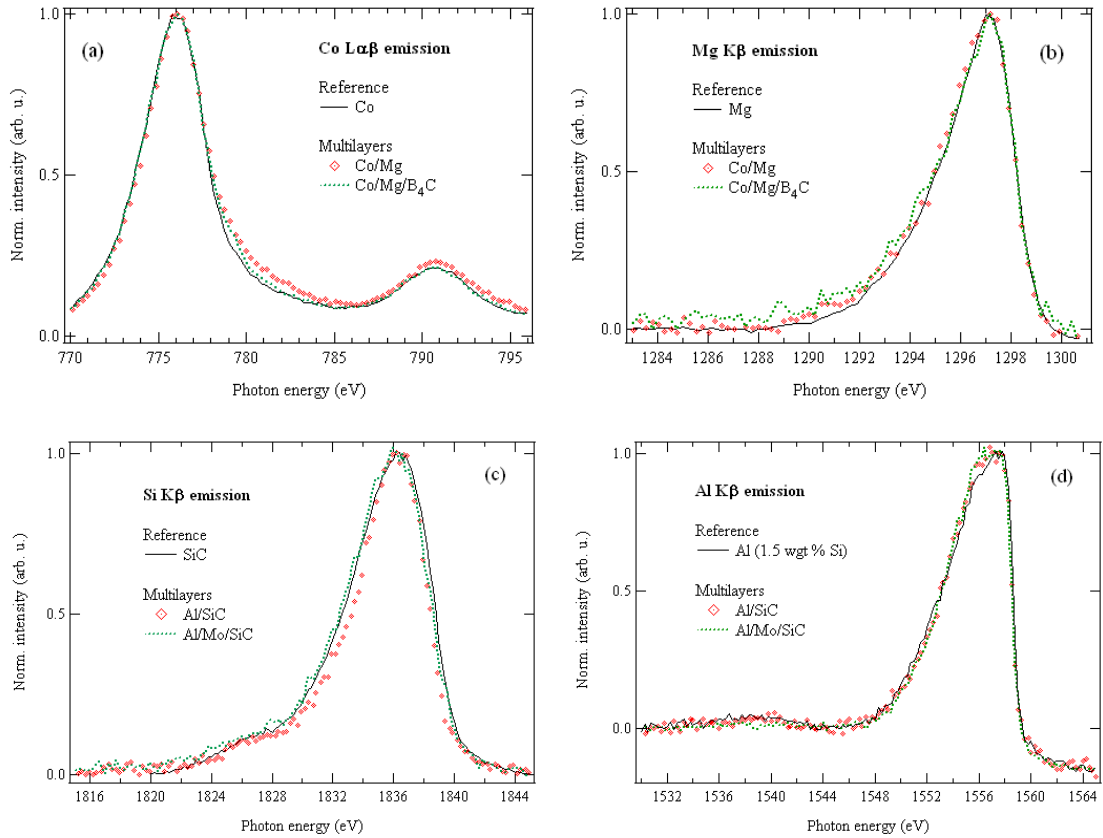 (a)
Co Lαβ emission
Reference
Co
Multilayers
Co/Mg
Co/Mg/B4C
Norm. intensity (arb. u.)
1.0
0.5
0.0
770
775
780
785
790
795
Photon energy (eV)
(b)
Mg Kβ emission
Reference
Mg
Multilayers
Co/Mg
Co/Mg/B4C
Norm. intensity (arb. u.)
1.0
0.5
0.0
1284
1286
1288
1290
1292
1294
1296
1298
1300
Photon energy (eV)
(c)
Si Kβ emission
Reference
SiC
Multilayers
Al/SiC
Al/Mo/SiC
Norm. intensity (arb. u.)
1.0
0.5
0.0
1816
1820
1824
1828
1832
1836
1840
1844
Photon energy (eV)
(d)
Al Kβ emission
Reference
Al (1.5 wgt % Si)
Multilayers
Al/SiC
Al/Mo/SiC
Norm. intensity (arb. u.)
1.0
0.5
0.0
1532
1536
1540
1544
1548
1552
1556
1560
1564
Photon energy (eV)